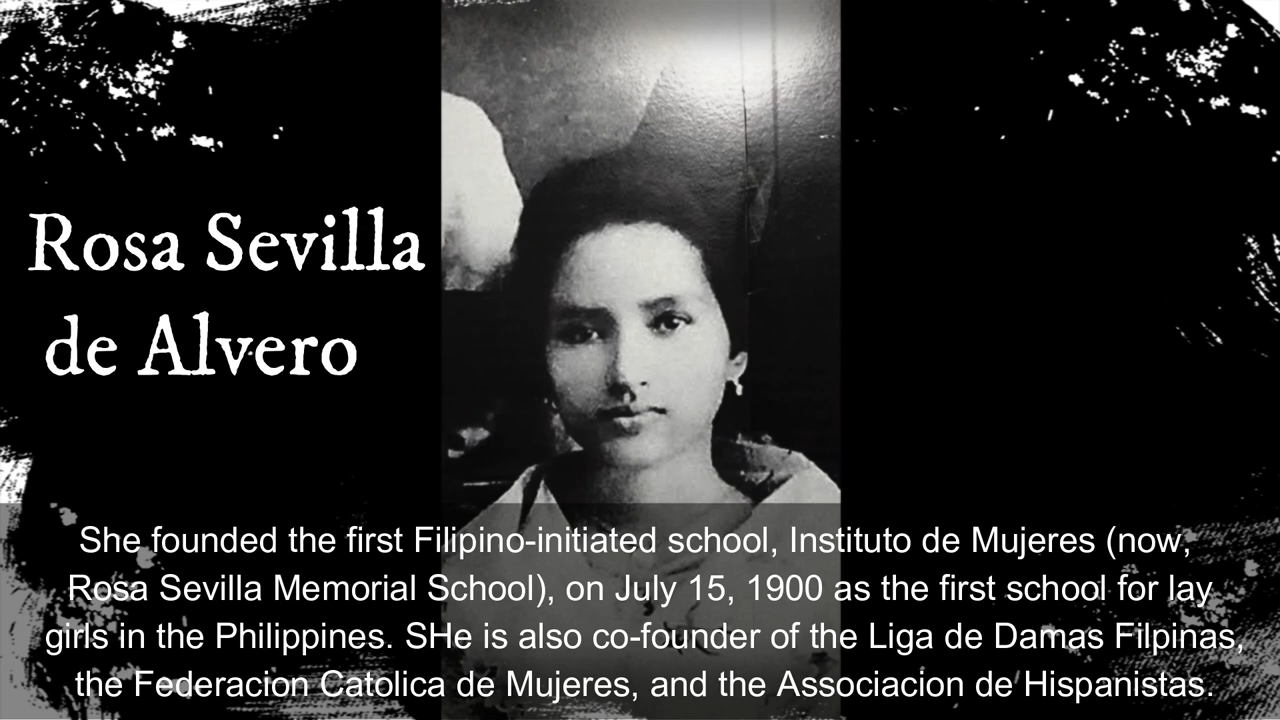 Rosa Sevilla
de Alvero
She founded the first Filipino-initiated school, Instituto de Mujeres (now,
Rosa Sevilla Memorial School), on July 15, 1900 as the first school for lay
girls in the Philippines. SHe is also co-founder of the Liga de Damas Filpinas,
the Federacion Catolica de Mujeres, and the Associacion de Hispanistas.